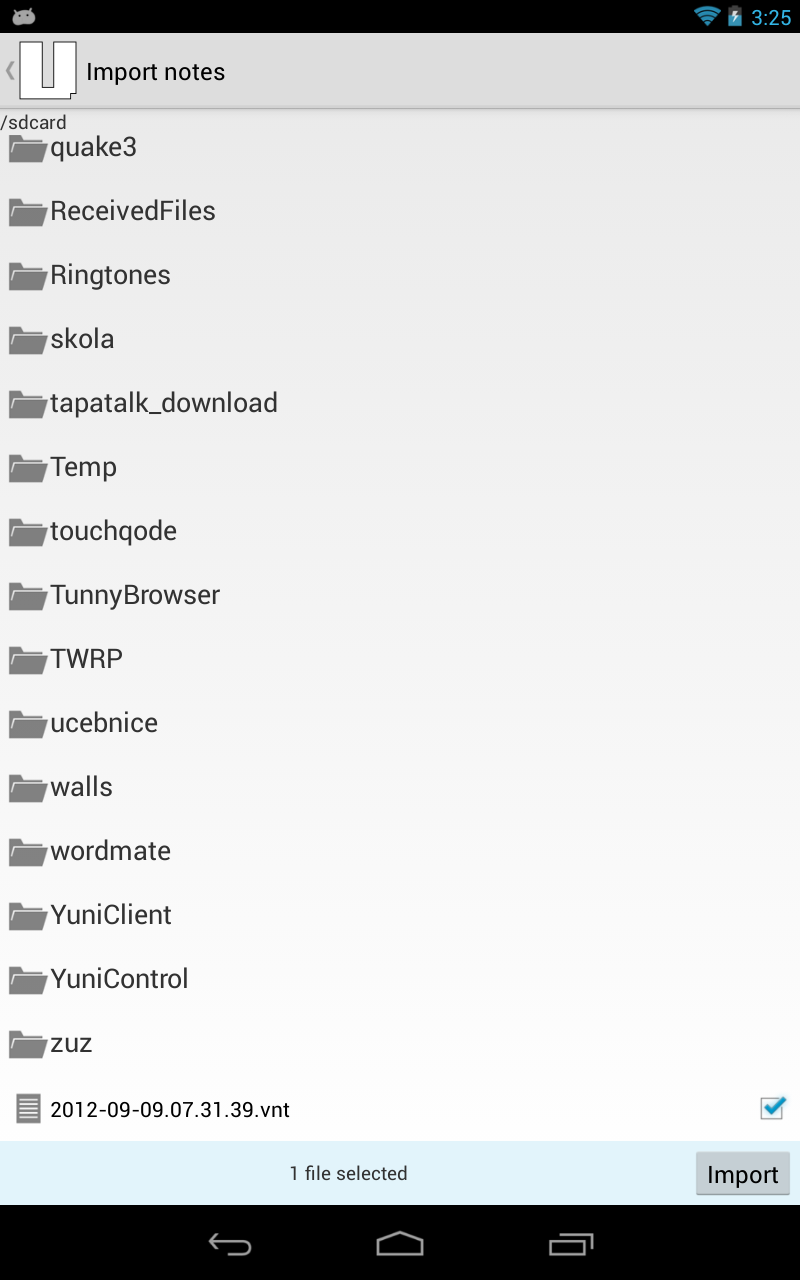 3:25
Import notes
/sdcard
quake3
ReceivedFiles
Ringtones
skola
tapatalk_download
Temp
touchqode
TunnyBrowser
TWRP
ucebnice
walls
wordmate
YuniClient
YuniControl
zuz
2012-09-09.07.31.39.vnt
1 file selected
Import